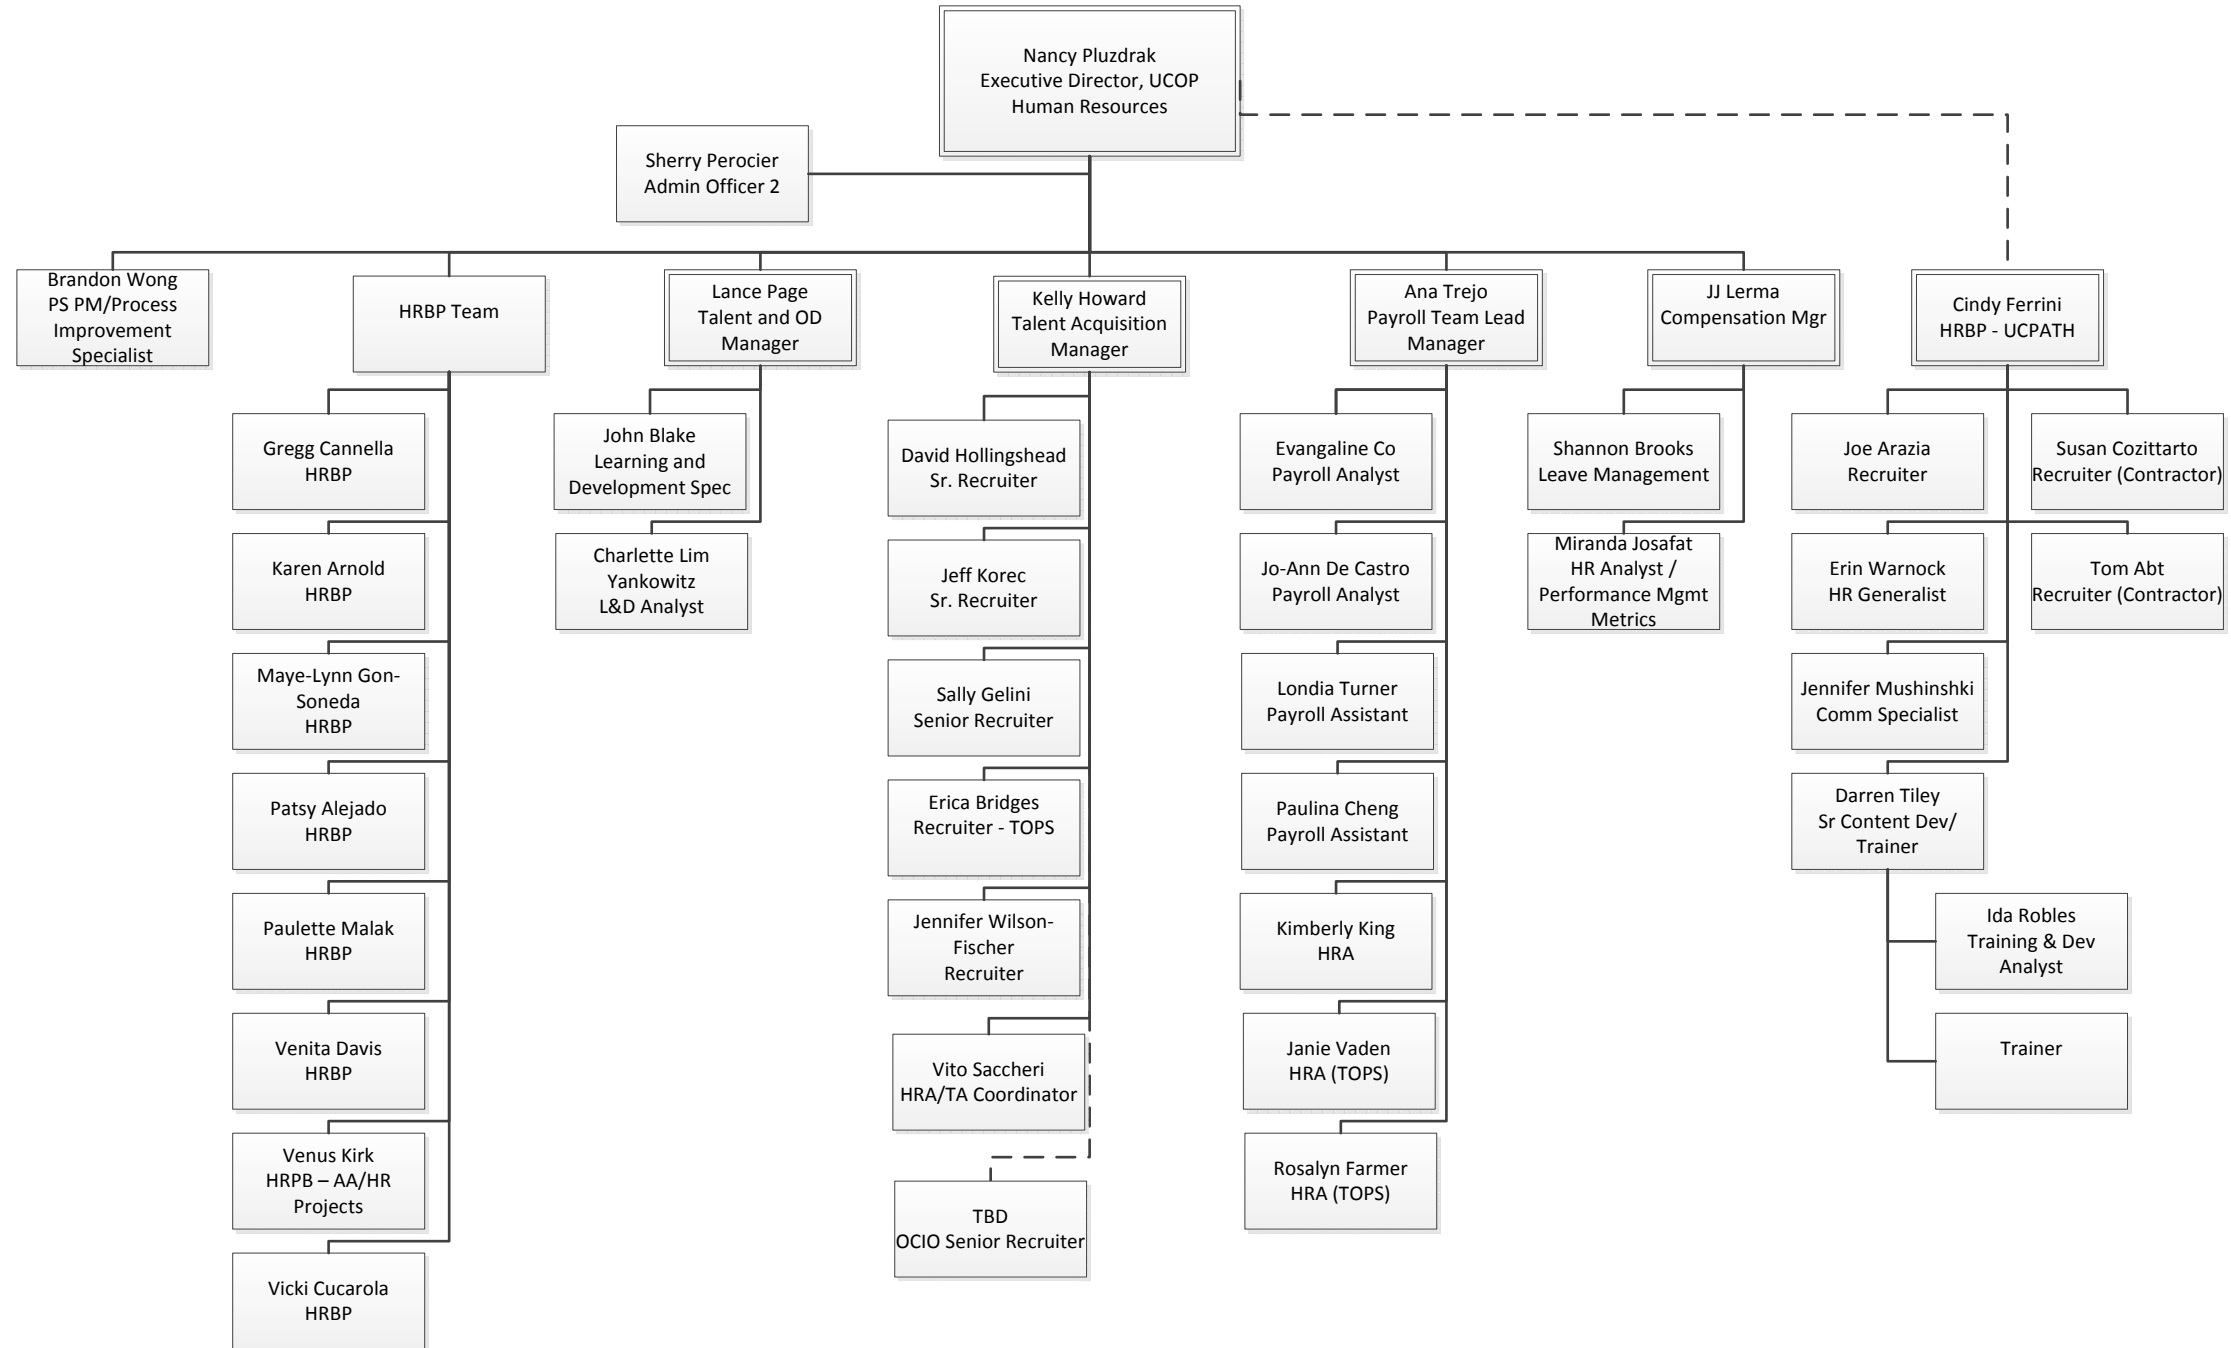 Nancy Pluzdrak
Executive Director, UCOP
Human Resources
Sherry Perocier
Admin Officer 2
Brandon Wong
PS PM/Process
Improvement
Specialist
HRBP Team
Lance Page
Talent and OD
Manager
Kelly Howard
Talent Acquisition
Manager
Ana Trejo
Payroll Team Lead
Manager
JJ Lerma
Compensation Mgr
Cindy Ferrini
HRBP - UCPATH
Gregg Cannella
HRBP
Karen Arnold
HRBP
Maye-Lynn Gon-
Soneda
HRBP
Patsy Alejado
HRBP
Paulette Malak
HRBP
Venita Davis
HRBP
Venus Kirk
HRPB – AA/HR
Projects
Vicki Cucarola
HRBP
John Blake
Learning and
Development Spec
Charlette Lim
Yankowitz
L&D Analyst
David Hollingshead
Sr. Recruiter
Jeff Korec
Sr. Recruiter
Sally Gelini
Senior Recruiter
Erica Bridges
Recruiter - TOPS
Jennifer Wilson-
Fischer
Recruiter
Vito Saccheri
HRA/TA Coordinator
TBD
OCIO Senior Recruiter
Evangaline Co
Payroll Analyst
Jo-Ann De Castro
Payroll Analyst
Londia Turner
Payroll Assistant
Paulina Cheng
Payroll Assistant
Kimberly King
HRA
Janie Vaden
HRA (TOPS)
Rosalyn Farmer
HRA (TOPS)
Shannon Brooks
Leave Management
Miranda Josafat
HR Analyst /
Performance Mgmt
Metrics
Joe Arazia
Recruiter
Susan Cozittarto
Recruiter (Contractor)
Erin Warnock
HR Generalist
Tom Abt
Recruiter (Contractor)
Jennifer Mushinshki
Comm Specialist
Darren Tiley
Sr Content Dev/
Trainer
Ida Robles
Training & Dev
Analyst
Trainer